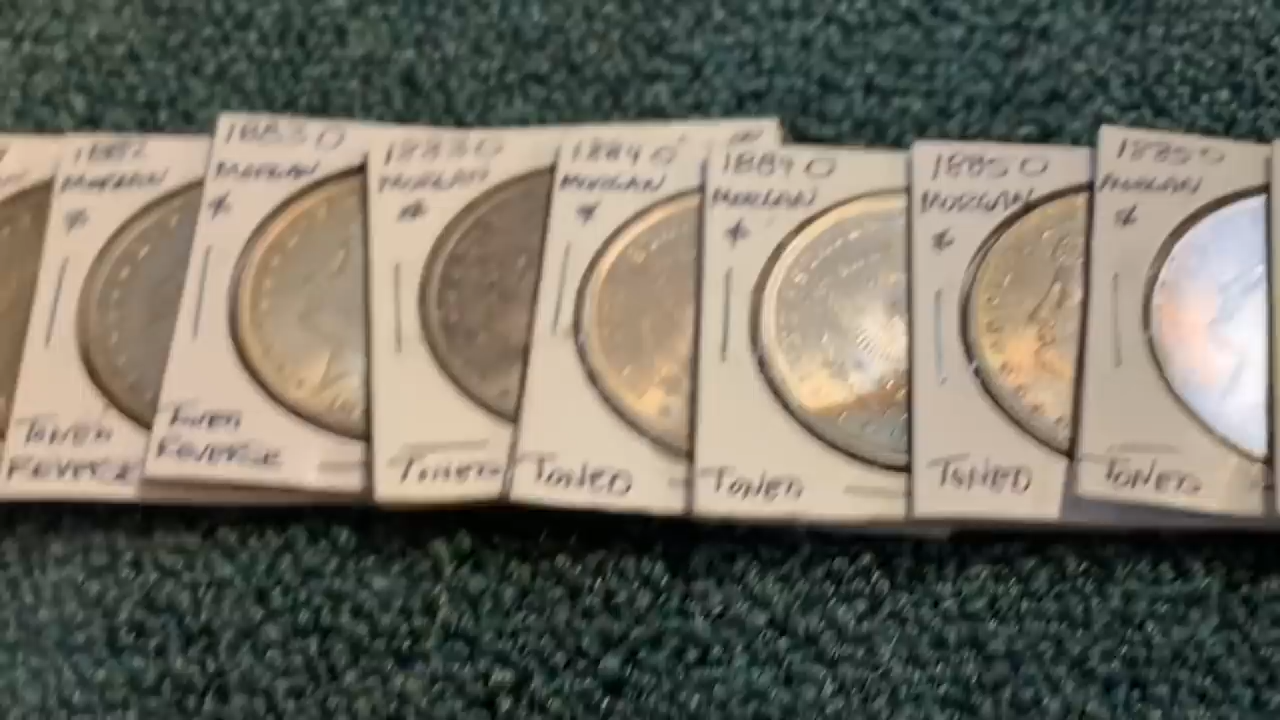 1882
MORGAN
$
TONED
REVERSE
1883 O
MORGAN
$
TONED
REVERSE
1883 O
MORGAN
$
TONED
1884 O
MORGAN
$
TONED
1884 O
MORGAN
$
TONED
1885 O
MORGAN
$
TONED
1885 O
MORGAN
$
TONED